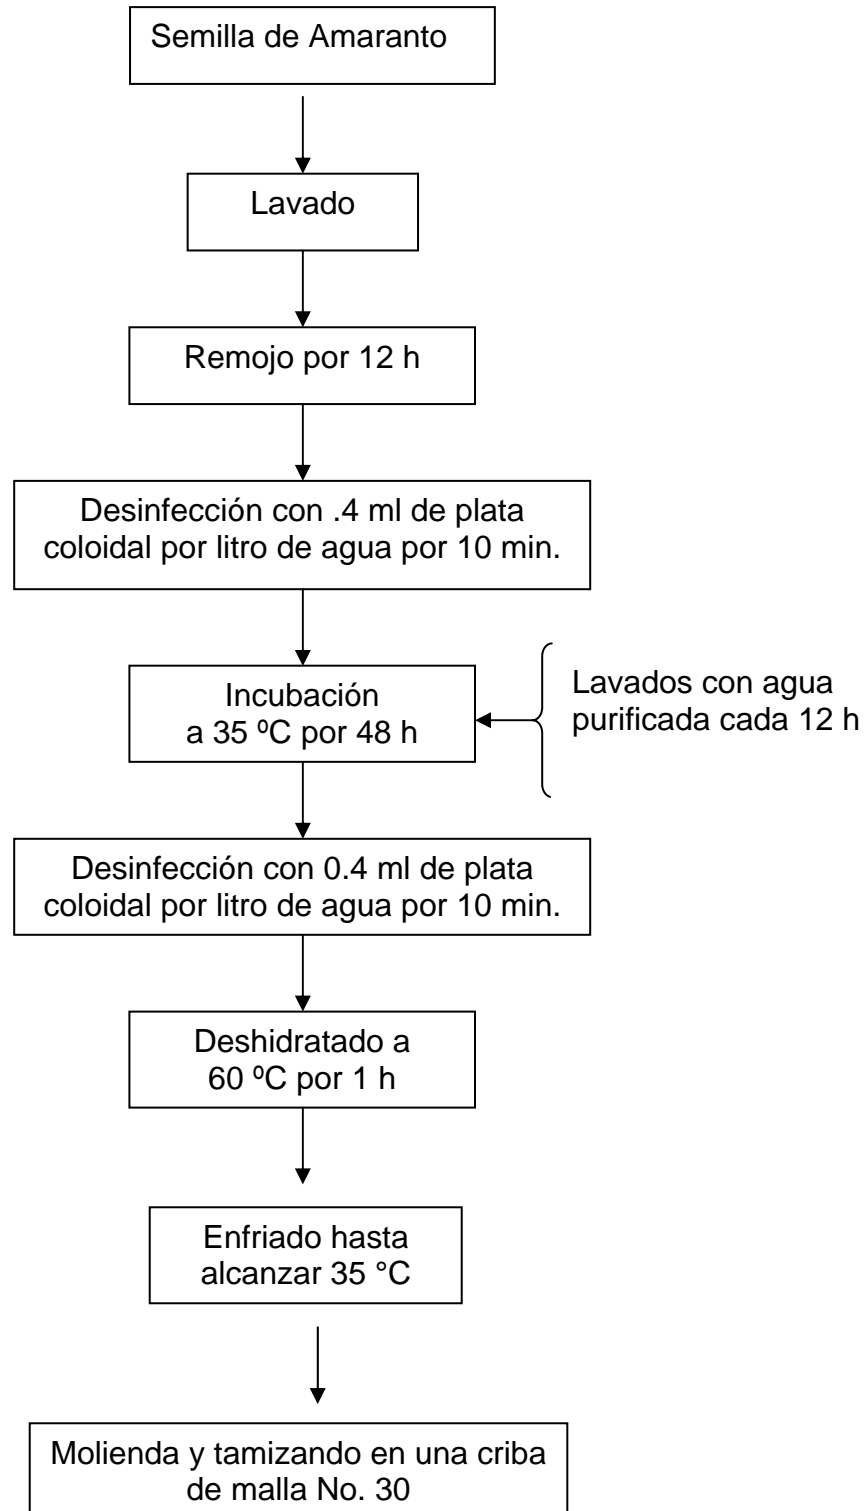 Semilla de Amaranto
Lavado
Remojo por 12 h
Desinfección con .4 ml de plata
coloidal por litro de agua por 10 min.
Incubación
a 35 ºC por 48 h
Lavados con agua
purificada cada 12 h
Desinfección con 0.4 ml de plata
coloidal por litro de agua por 10 min.
Deshidratado a
60 ºC por 1 h
Enfriado hasta
alcanzar 35 °C
Molienda y tamizando en una criba
de malla No. 30